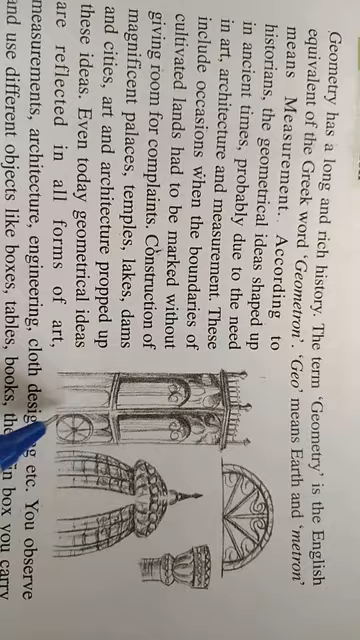 Geometry has a long and rich history. The term 'Geometry' is the English
equivalent of the Greek word 'Geometron'. 'Geo' means Earth and 'metron'
means Measurement. According to
historians, the geometrical ideas shaped up
in ancient times, probably due to the need
in art, architecture and measurement. These
include occasions when the boundaries of
cultivated lands had to be marked without
giving room for complaints. Construction of
magnificent palaces, temples, lakes, dams
and cities, art and architecture propped up
these ideas. Even today geometrical ideas
are reflected in all forms of art,
measurements, architecture, engineering, cloth etc. You observe
and use different objects like boxes, tables, books, box you carry